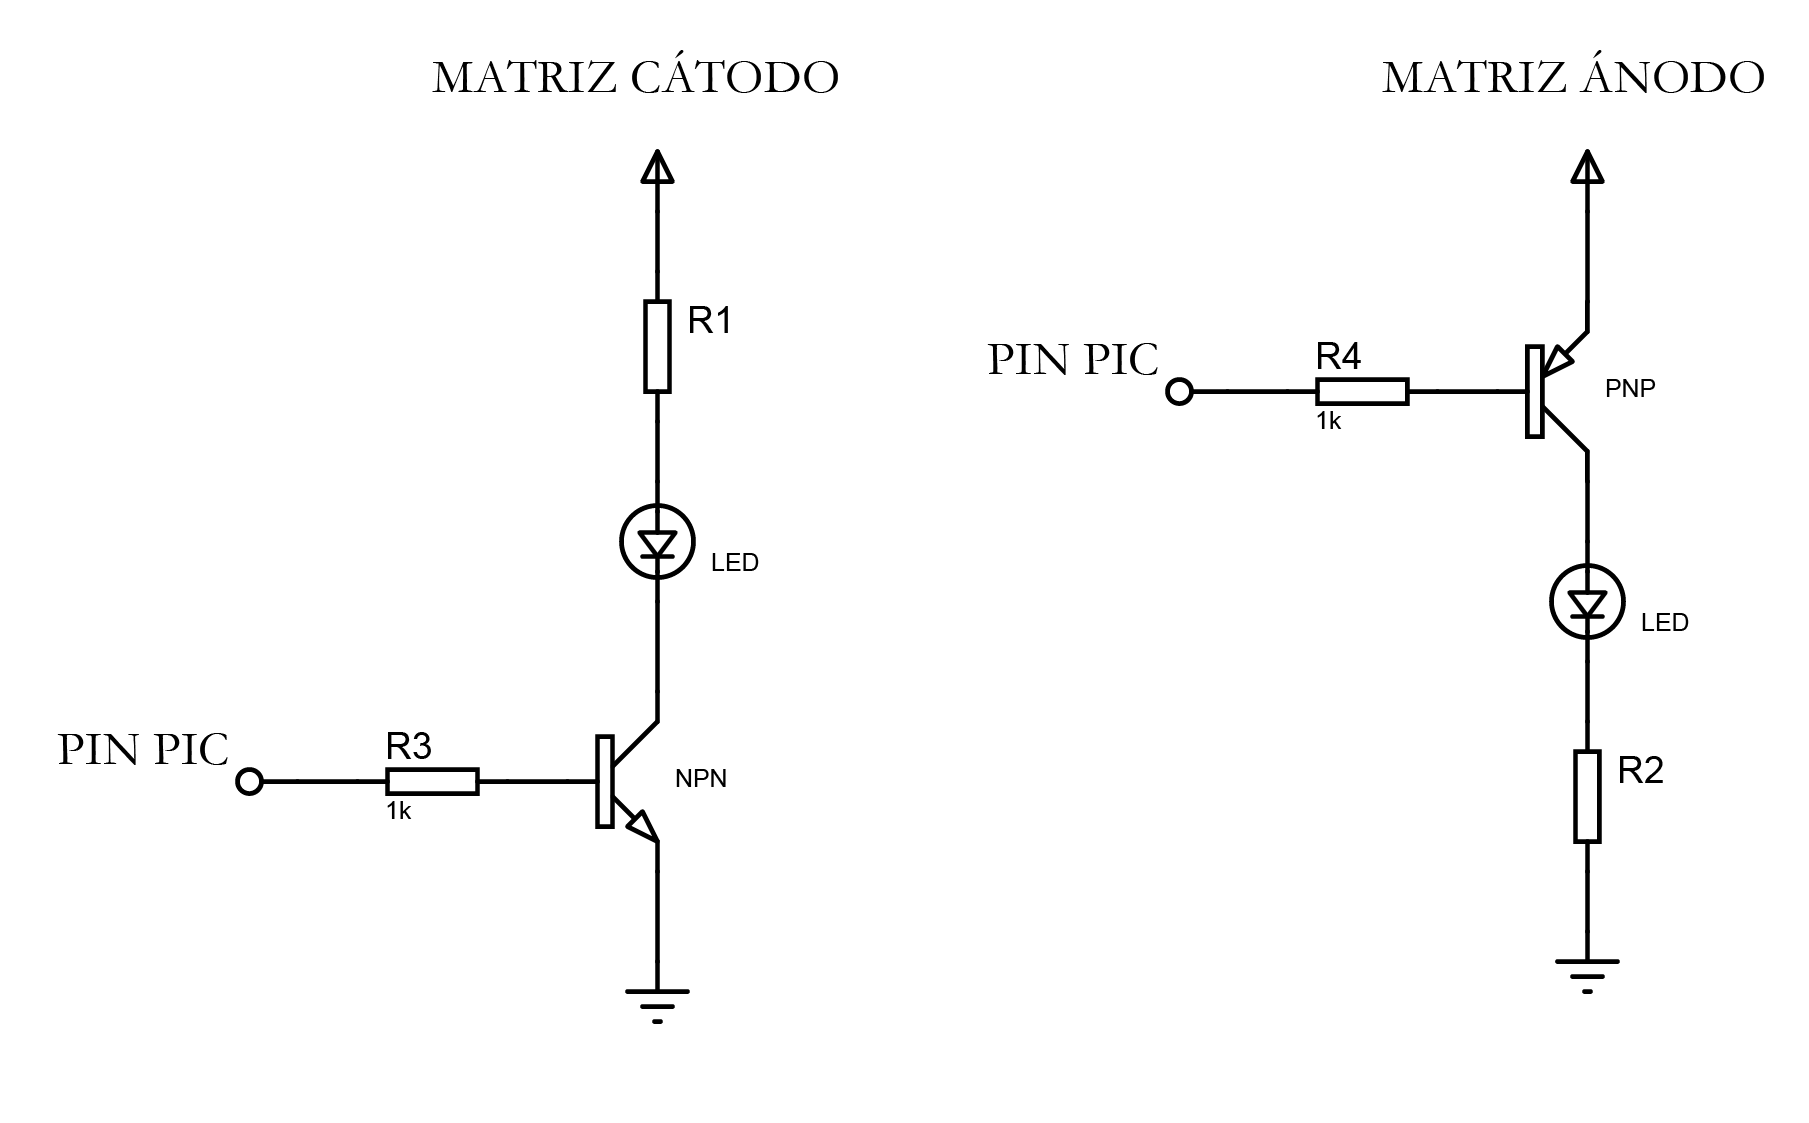 MATRIZ CÁTODO
R1
LED
PIN PIC
R3
1k
NPN
MATRIZ ÁNODO
PIN PIC
R4
1k
PNP
LED
R2